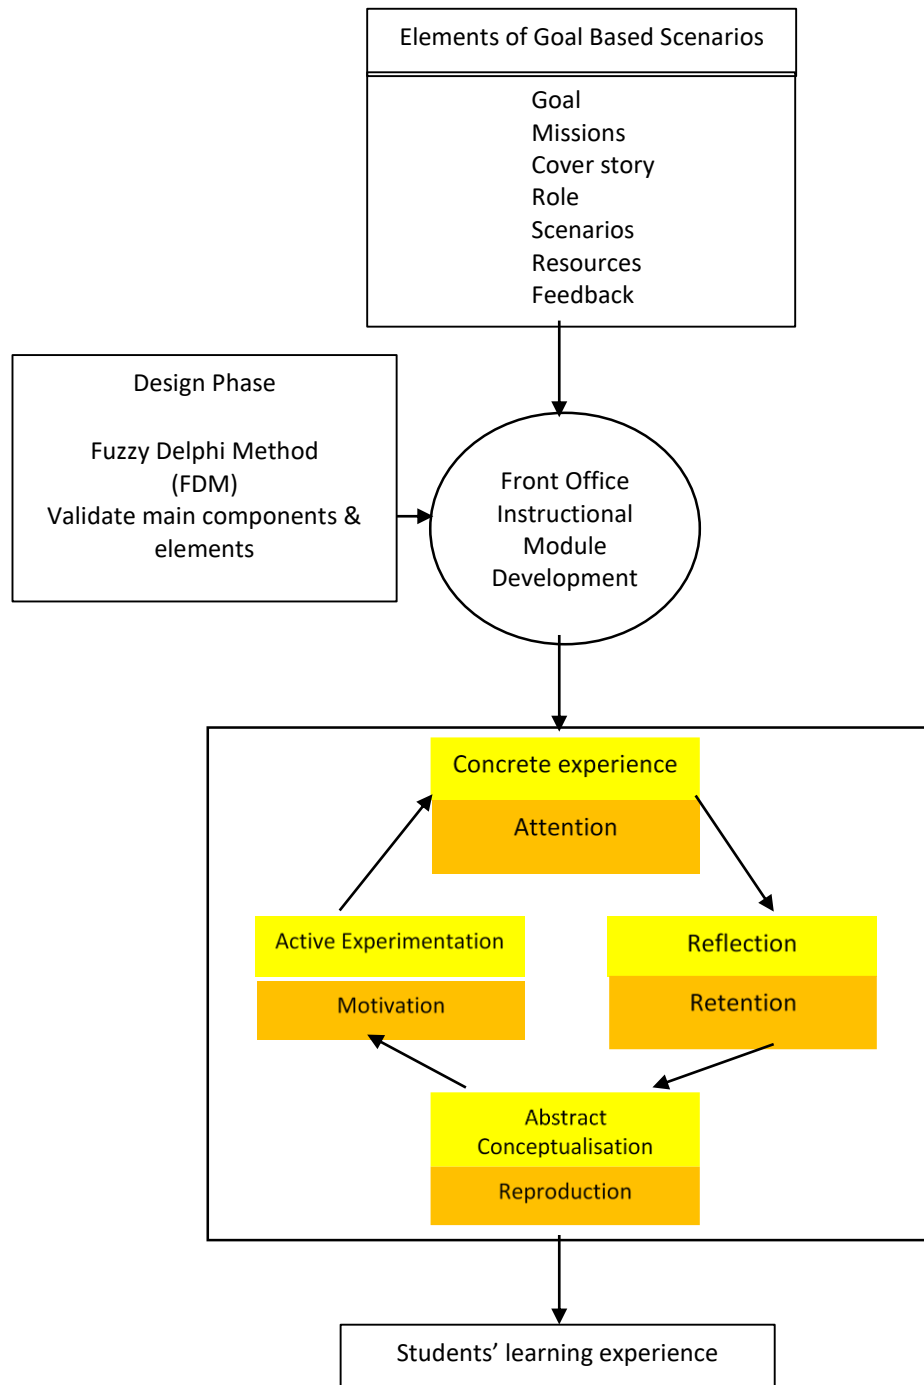 Elements of Goal Based Scenarios
Goal
Missions
Cover story
Role
Scenarios
Resources
Feedback
Design Phase
Fuzzy Delphi Method
(FDM)
Validate main components &
elements
Front Office
Instructional
Module
Development
Concrete experience
Attention
Active Experimentation
Motivation
Reflection
Retention
Abstract
Conceptualisation
Reproduction
Students’ learning experience